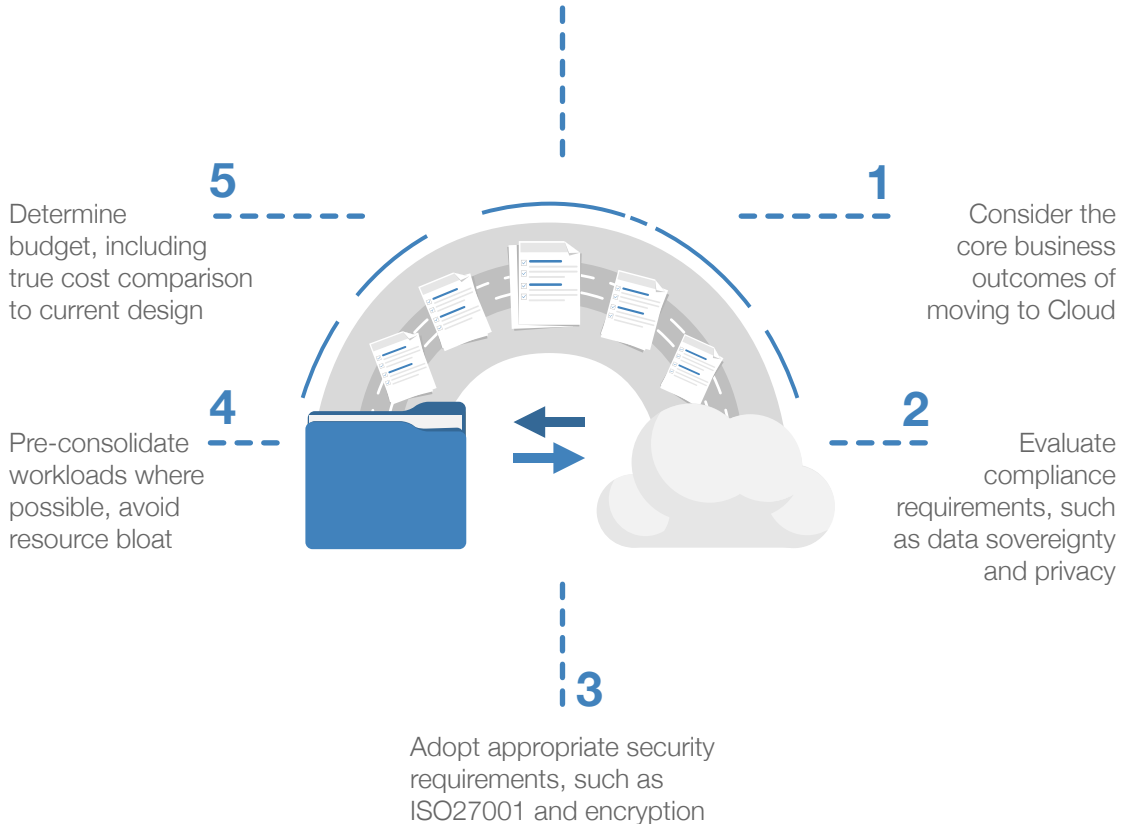 1
Consider the
core business
outcomes of
moving to Cloud
2
Evaluate
compliance
requirements, such
as data sovereignty
and privacy
3
Adopt appropriate security
requirements, such as
ISO27001 and encryption
4
Pre-consolidate
workloads where
possible, avoid
resource bloat
5
Determine
budget, including
true cost comparison
to current design